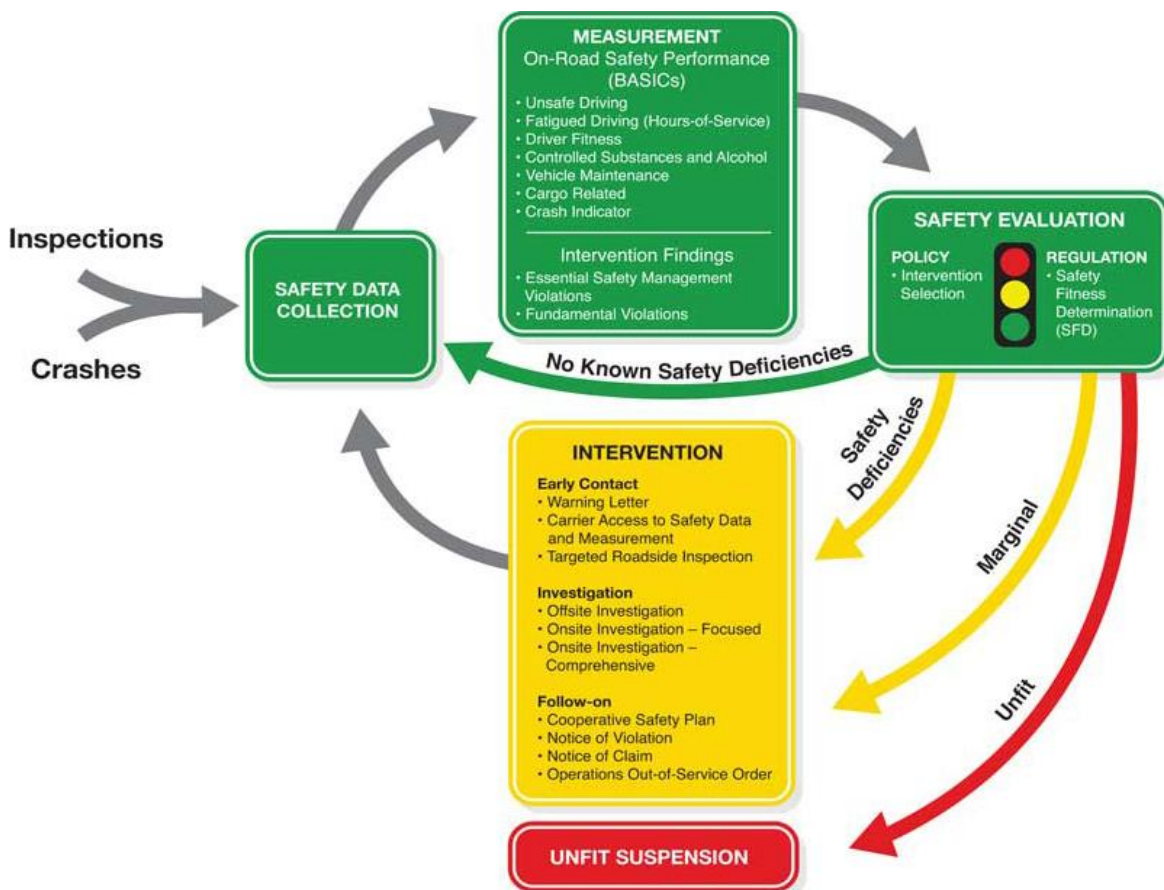 MEASUREMENT
On-Road Safety Performance
(BASICs)
• Unsafe Driving
• Fatigued Driving (Hours-of-Service)
• Driver Fitness
• Controlled Substances and Alcohol
• Vehicle Maintenance
• Cargo Related
• Crash Indicator
Intervention Findings
• Essential Safety Management
Violations
• Fundamental Violations
Inspections
Crashes
SAFETY DATA
COLLECTION
SAFETY EVALUATION
POLICY
• Intervention
Selection
REGULATION
• Safety
Fitness
Determination
(SFD)
No Known Safety Deficiencies
Safety
Deficiencies
Marginal
Unfit
INTERVENTION
Early Contact
• Warning Letter
• Carrier Access to Safety Data
and Measurement
• Targeted Roadside Inspection
Investigation
• Offsite Investigation
• Onsite Investigation – Focused
• Onsite Investigation –
Comprehensive
Follow-on
• Cooperative Safety Plan
• Notice of Violation
• Notice of Claim
• Operations Out-of-Service Order
UNFIT SUSPENSION